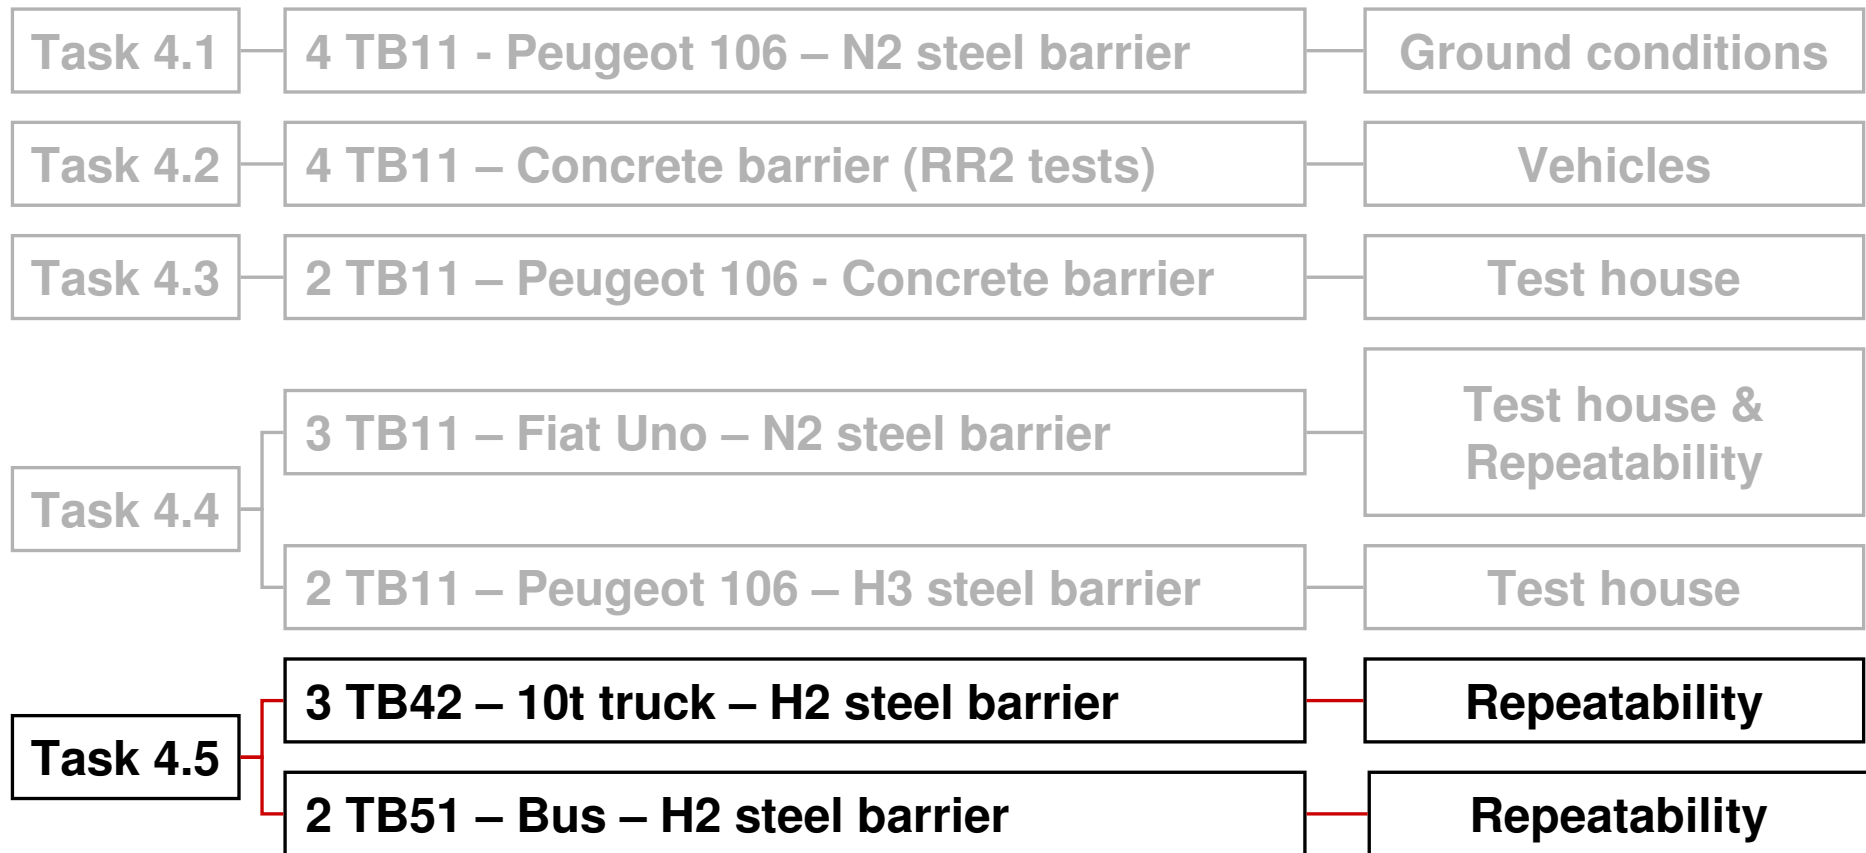 Task 4.1
4 TB11 - Peugeot 106 – N2 steel barrier
Ground conditions
Task 4.2
4 TB11 – Concrete barrier (RR2 tests)
Vehicles
Task 4.3
2 TB11 – Peugeot 106 - Concrete barrier
Test house
Task 4.4
3 TB11 – Fiat Uno – N2 steel barrier
Test house &
Repeatability
2 TB11 – Peugeot 106 – H3 steel barrier
Test house
Task 4.5
3 TB42 – 10t truck – H2 steel barrier
Repeatability
2 TB51 – Bus – H2 steel barrier
Repeatability